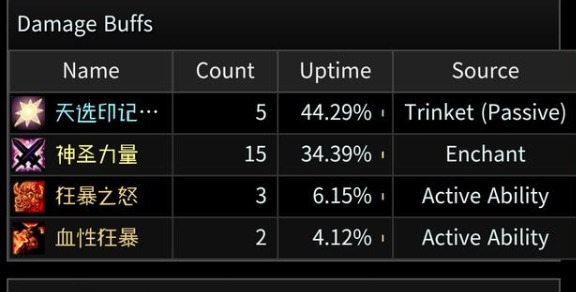 Damage Buffs
Name Count Uptime Source
天选印记… 5 44.29% Trinket (Passive)
神圣力量 15 34.39% Enchant
狂暴之怒 3 6.15% Active Ability
血性狂暴 2 4.12% Active Ability